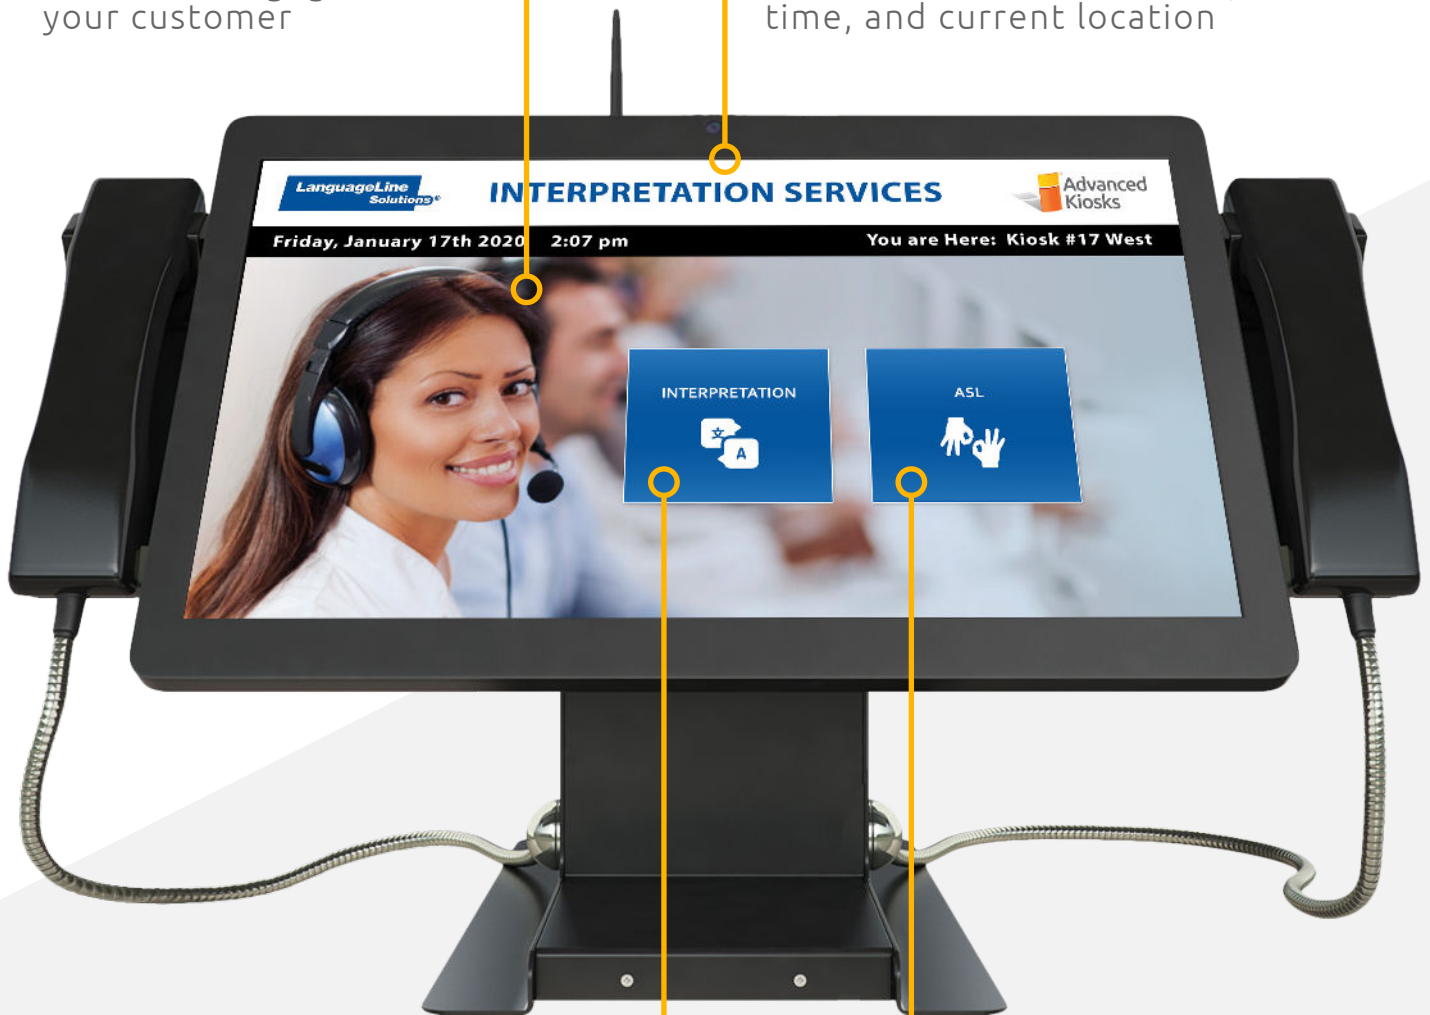 your customer
time, and current location
LanguageLine
Solutions®
INTERPRETATION SERVICES
Advanced
Kiosks
Friday, January 17th 2020 2:07 pm
You are Here: Kiosk #17 West
INTERPRETATION
ASL
文
A